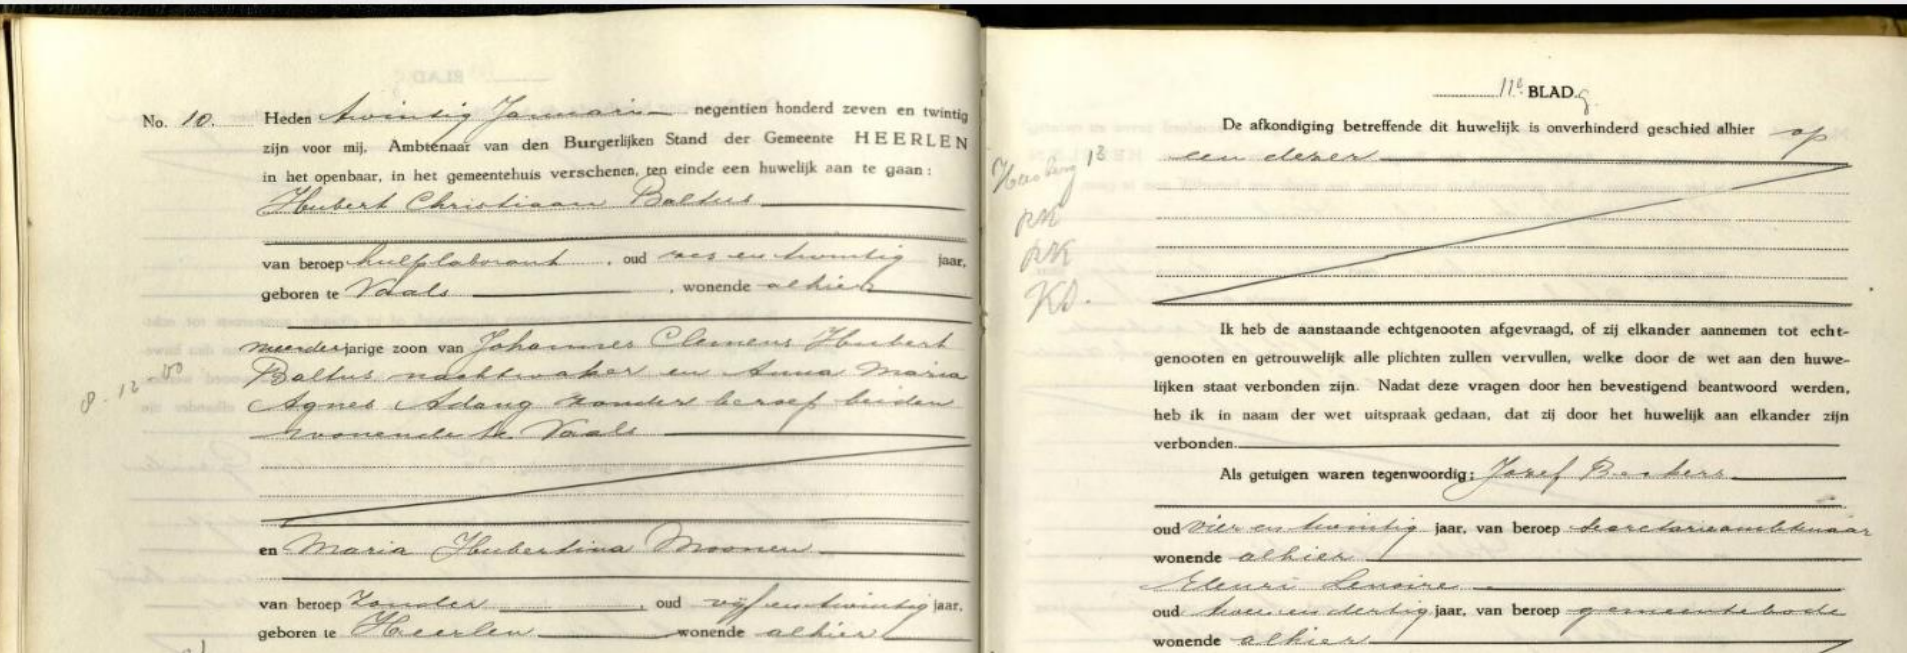 No. 10. Heden twintig Januari negentien honderd zeven en twintig
zijn voor mij, Ambtenaar van den Burgerlijken Stand der Gemeente HEERLEN
in het openbaar, in het gemeentehuis verschenen, ten einde een huwelijk aan te gaan:
Hubert Christiaan Baltus
van beroep hulplaborant, oud zes en twintig jaar,
geboren te Vaals, wonende alhier
meerderjarige zoon van Johannes Clemens Hubert
Baltus nachtwaker en Anna Maria
Agnes Adang zonder beroep beiden
wonende te Vaals
8-12
en Maria Hubertina Moonen
van beroep zonder, oud vijf en twintig jaar,
geboren te Heerlen wonende alhier
11e BLAD.
De afkondiging betreffende dit huwelijk is onverhinderd geschied alhier op
een dezer
13
RK
RK
Ik heb de aanstaande echtgenooten afgevraagd, of zij elkander aannemen tot echt-
genooten en getrouwelijk alle plichten zullen vervullen, welke door de wet aan den huwe-
lijken staat verbonden zijn. Nadat deze vragen door hen bevestigend beantwoord werden,
heb ik in naam der wet uitspraak gedaan, dat zij door het huwelijk aan elkander zijn
verbonden.
Als getuigen waren tegenwoordig: Jozef Beckers
oud vier en twintig jaar, van beroep secretarieambtenaar
wonende alhier
Henri Lenoire
oud twee en dertig jaar, van beroep gemeentebode
wonende alhier